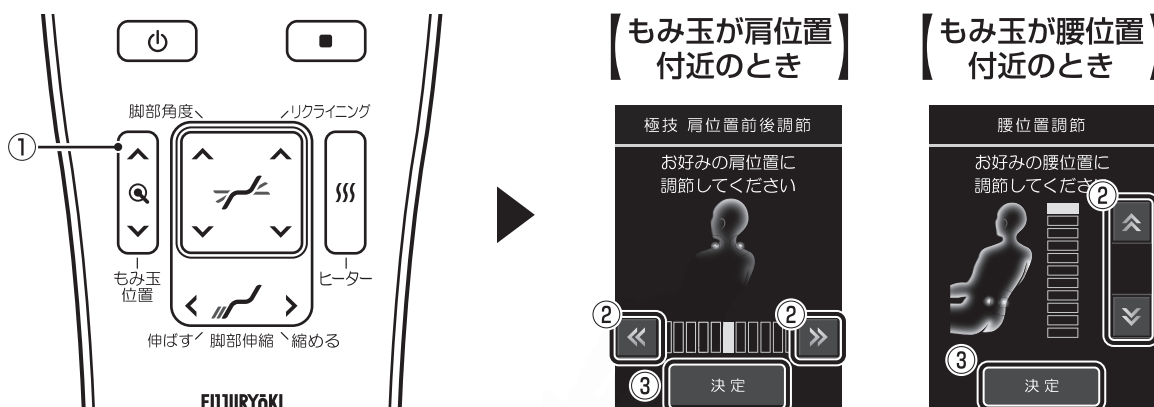 脚部角度
リクライニング
①
もみ玉
位置
ヒーター
伸ばす
脚部伸縮
縮める
FUJIIRYOKI
【もみ玉が肩位置
付近のとき】
極技 肩位置前後調節
お好みの肩位置に
調節してください
②
②
③
決定
【もみ玉が腰位置
付近のとき】
腰位置調節
お好みの腰位置に
調節してください
②
③
決定